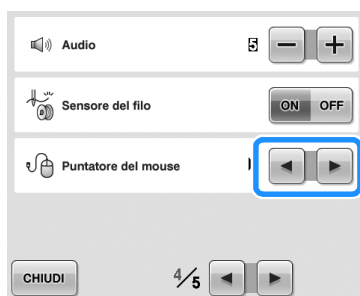 Audio 5 − +
Sensore del filo ON OFF
Puntatore del mouse
CHIUDI 4/5